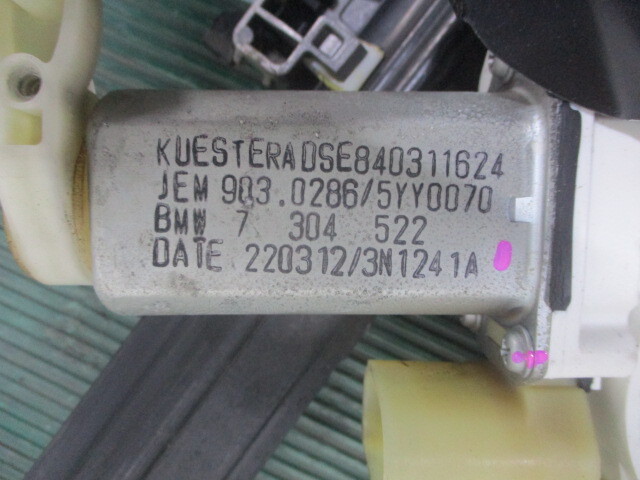 KUESTERADSE840311624
JEM 903.0286/5YY0070
BMW 7 304 522
DATE 220312/3N1241A